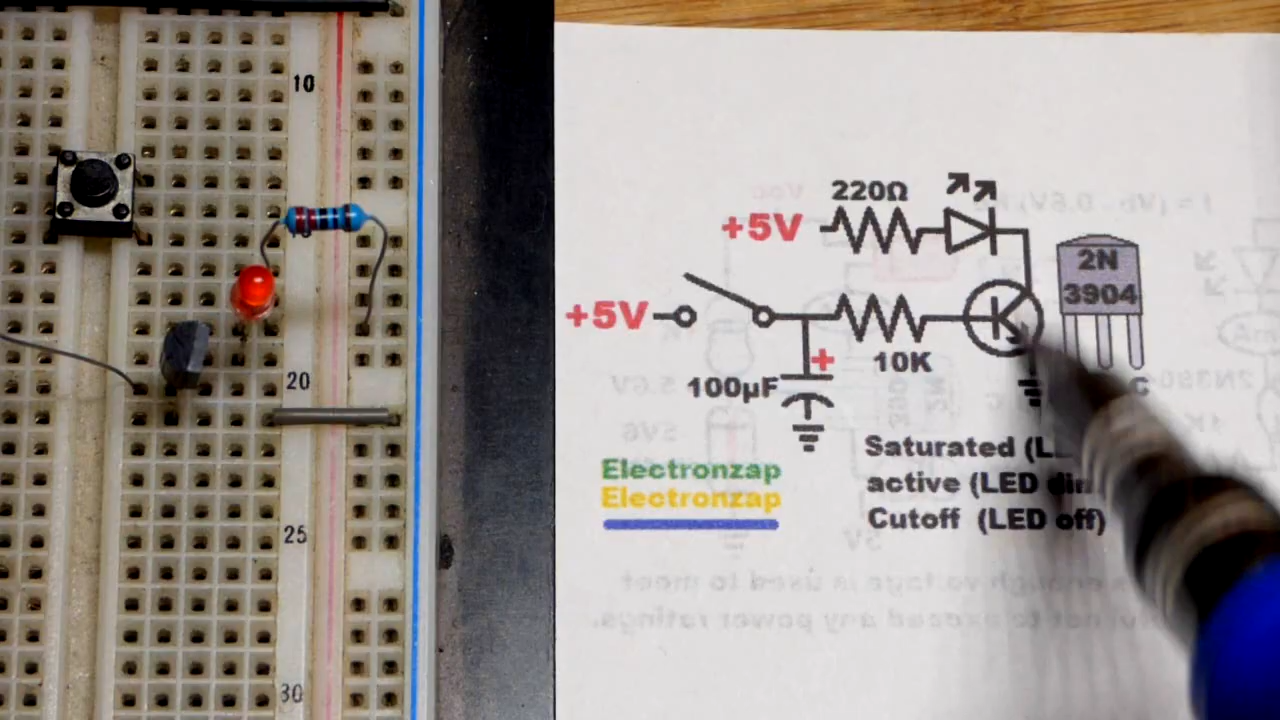 10
20
25
30
220Ω
+5V
2N
3904
+5V
+
10K
100µF
C
Saturated (L
active (LED dim
Cutoff (LED off)
Electronzap
Electronzap